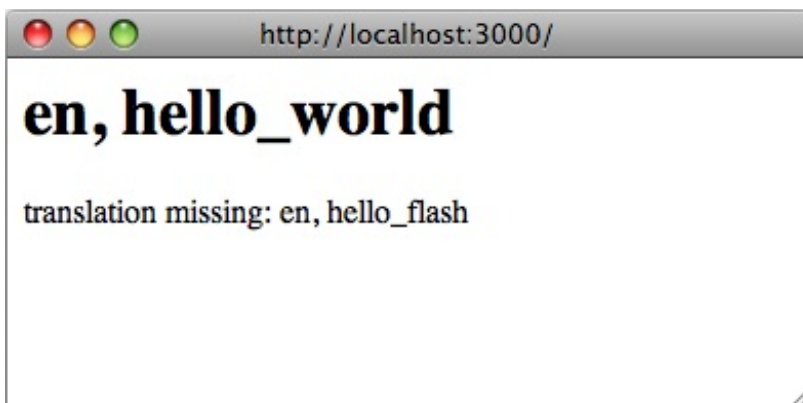 http://localhost:3000/
en, hello_world
translation missing: en, hello_flash